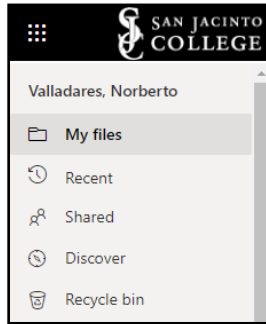 SAN JACINTO
COLLEGE
Valladares, Norberto
My files
Recent
Shared
Discover
Recycle bin